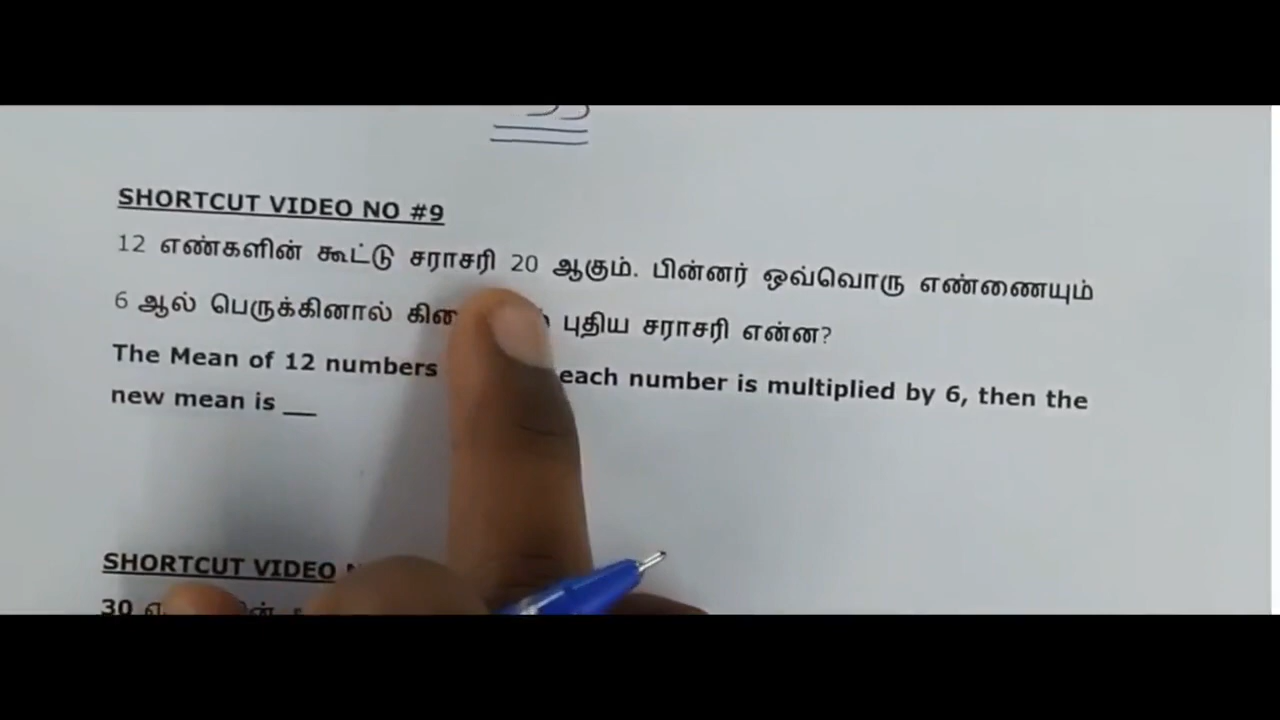 SHORTCUT VIDEO NO #9
12 எண்களின் கூட்டு சராசரி 20 ஆகும். பின்னர் ஒவ்வொரு எண்ணையும்
6 ஆல் பெருக்கினால் புதிய சராசரி என்ன?
The Mean of 12 numbers each number is multiplied by 6, then the
new mean is __
SHORTCUT VIDEO
30